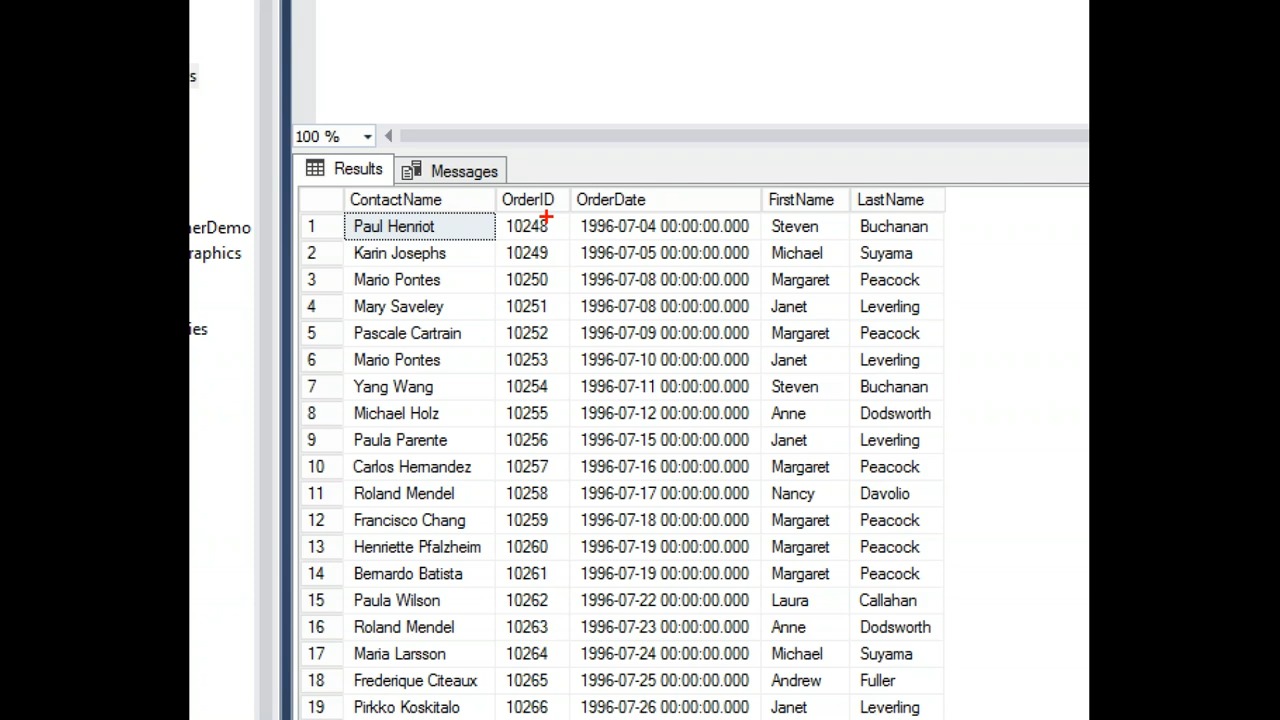 s
nerDemo
raphics
ies
100 %
Results Messages
ContactName OrderID OrderDate FirstName LastName
1 Paul Henriot 10248 1996-07-04 00:00:00.000 Steven Buchanan
2 Karin Josephs 10249 1996-07-05 00:00:00.000 Michael Suyama
3 Mario Pontes 10250 1996-07-08 00:00:00.000 Margaret Peacock
4 Mary Saveley 10251 1996-07-08 00:00:00.000 Janet Leverling
5 Pascale Cartrain 10252 1996-07-09 00:00:00.000 Margaret Peacock
6 Mario Pontes 10253 1996-07-10 00:00:00.000 Janet Leverling
7 Yang Wang 10254 1996-07-11 00:00:00.000 Steven Buchanan
8 Michael Holz 10255 1996-07-12 00:00:00.000 Anne Dodsworth
9 Paula Parente 10256 1996-07-15 00:00:00.000 Janet Leverling
10 Carlos Hernandez 10257 1996-07-16 00:00:00.000 Margaret Peacock
11 Roland Mendel 10258 1996-07-17 00:00:00.000 Nancy Davolio
12 Francisco Chang 10259 1996-07-18 00:00:00.000 Margaret Peacock
13 Henriette Pfalzheim 10260 1996-07-19 00:00:00.000 Margaret Peacock
14 Bernardo Batista 10261 1996-07-19 00:00:00.000 Margaret Peacock
15 Paula Wilson 10262 1996-07-22 00:00:00.000 Laura Callahan
16 Roland Mendel 10263 1996-07-23 00:00:00.000 Anne Dodsworth
17 Maria Larsson 10264 1996-07-24 00:00:00.000 Michael Suyama
18 Frederique Citeaux 10265 1996-07-25 00:00:00.000 Andrew Fuller
19 Pirkko Koskitalo 10266 1996-07-26 00:00:00.000 Janet Leverling